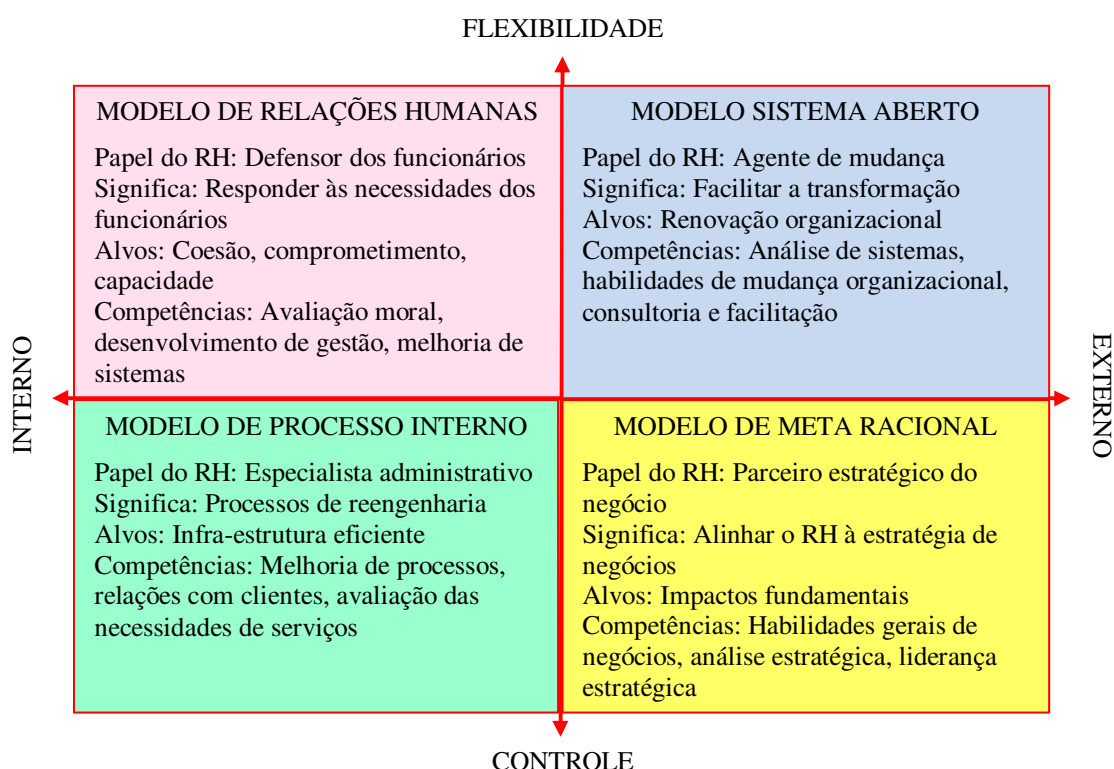 FLEXIBILIDADE
MODELO DE RELAÇÕES HUMANAS
Papel do RH: Defensor dos funcionários
Significa: Responder às necessidades dos
funcionários
Alvos: Coesão, comprometimento,
capacidade
Competências: Avaliação moral,
desenvolvimento de gestão, melhoria de
sistemas
MODELO SISTEMA ABERTO
Papel do RH: Agente de mudança
Significa: Facilitar a transformação
Alvos: Renovação organizacional
Competências: Análise de sistemas,
habilidades de mudança organizacional,
consultoria e facilitação
INTERNO
EXTERNO
MODELO DE PROCESSO INTERNO
Papel do RH: Especialista administrativo
Significa: Processos de reengenharia
Alvos: Infra-estrutura eficiente
Competências: Melhoria de processos,
relações com clientes, avaliação das
necessidades de serviços
MODELO DE META RACIONAL
Papel do RH: Parceiro estratégico do
negócio
Significa: Alinhar o RH à estratégia de
negócios
Alvos: Impactos fundamentais
Competências: Habilidades gerais de
negócios, análise estratégica, liderança
estratégica
CONTROLE